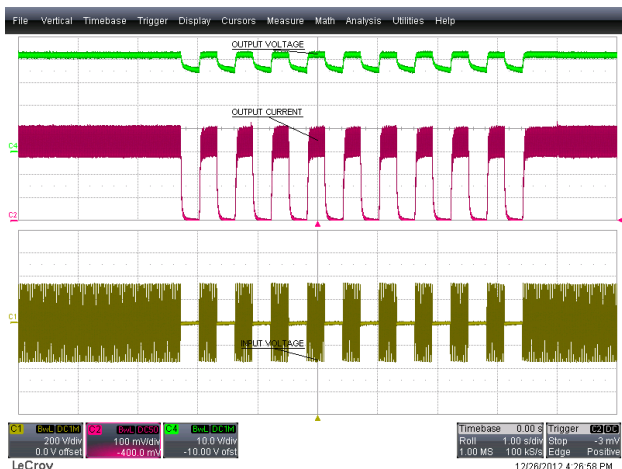 File Vertical Timebase Trigger Display Cursors Measure Math Analysis Utilities Help
OUTPUT VOLTAGE
OUTPUT CURRENT
C4
C2
C1
INPUT VOLTAGE
C1 BwL DC1M
200 V/div
0.0 V offset
C2 BwL DC50
100 mV/div
-400.0 mV
C4 BwL DC1M
10.0 V/div
-10.00 V ofst
Timebase 0.00 s
Roll 1.00 s/div
1.00 MS 100 kS/s
Trigger C2 DC
Stop -3 mV
Edge Positive
LeCroy
12/26/2012 4:26:58 PM